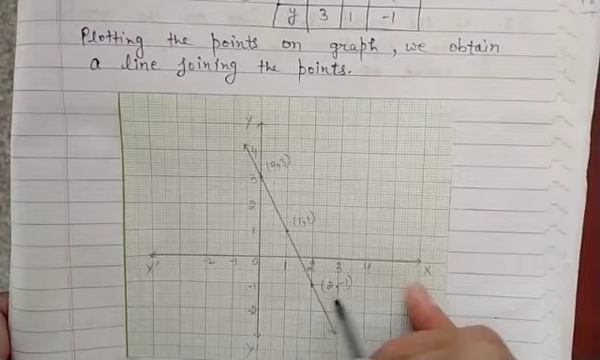 y 3 1 -1
Plotting the points on graph, we obtain
a line joining the points.
Y
4
(0,3)
3
2
1 (1,1)
X' -2 -1 0 1 2 3 4 X
-1 (2,-1)
-2
Y'